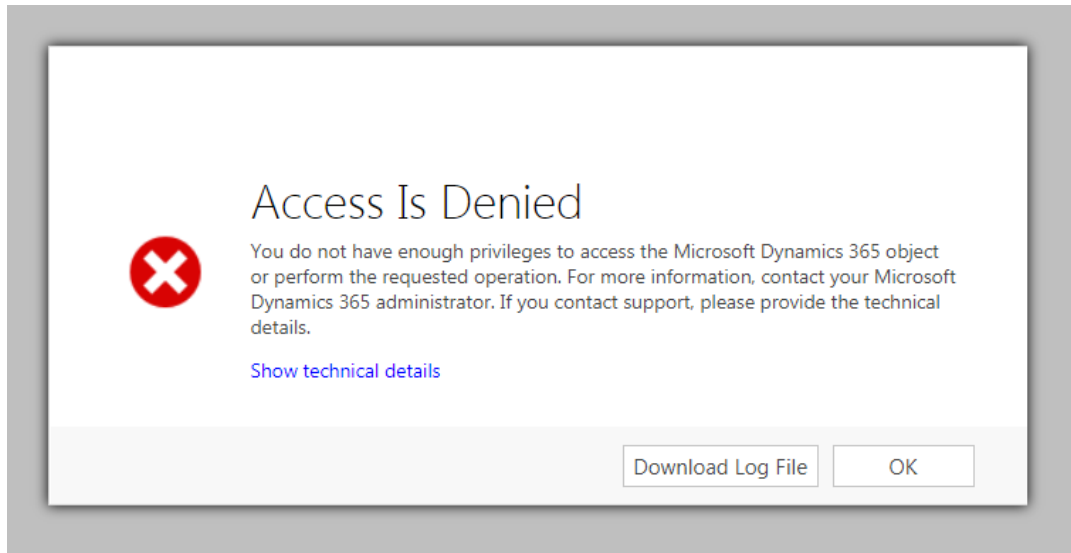 Access Is Denied
You do not have enough privileges to access the Microsoft Dynamics 365 object
or perform the requested operation. For more information, contact your Microsoft
Dynamics 365 administrator. If you contact support, please provide the technical
details.
Show technical details
Download Log File
OK